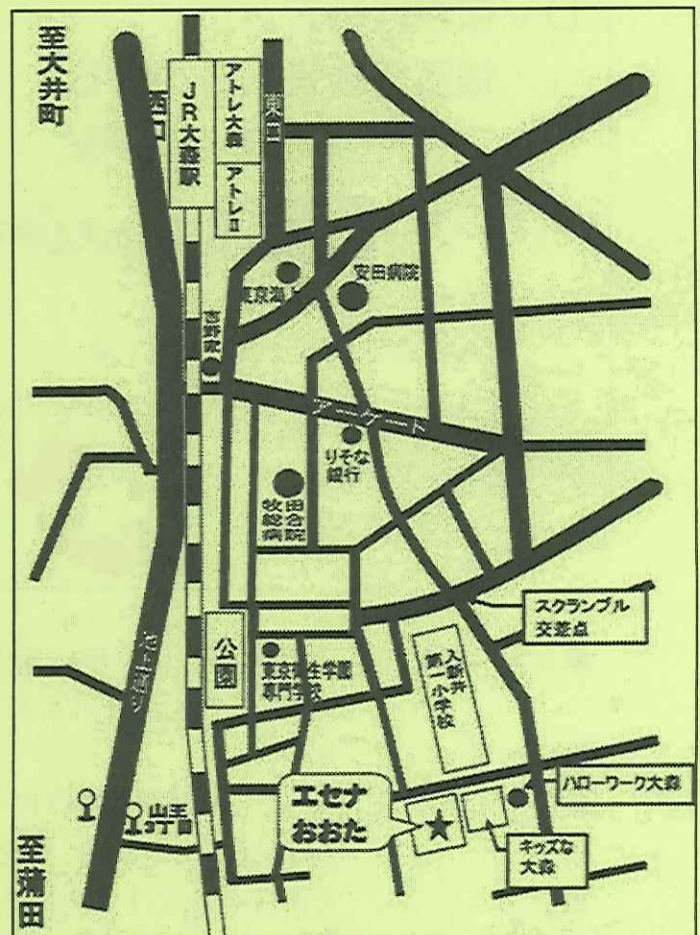 至大井町
西口
JR大森駅
アトレ大森
アトレⅡ
東口
東京海上
安田病院
吉野家
アーケード
りそな
銀行
牧田
総合
病院
スクランブル
交差点
公園
東京衛生学園
専門学校
入新井
第一小学校
エセナ
おおた
ハローワーク大森
キッズな
大森
山王
3丁目
至蒲田